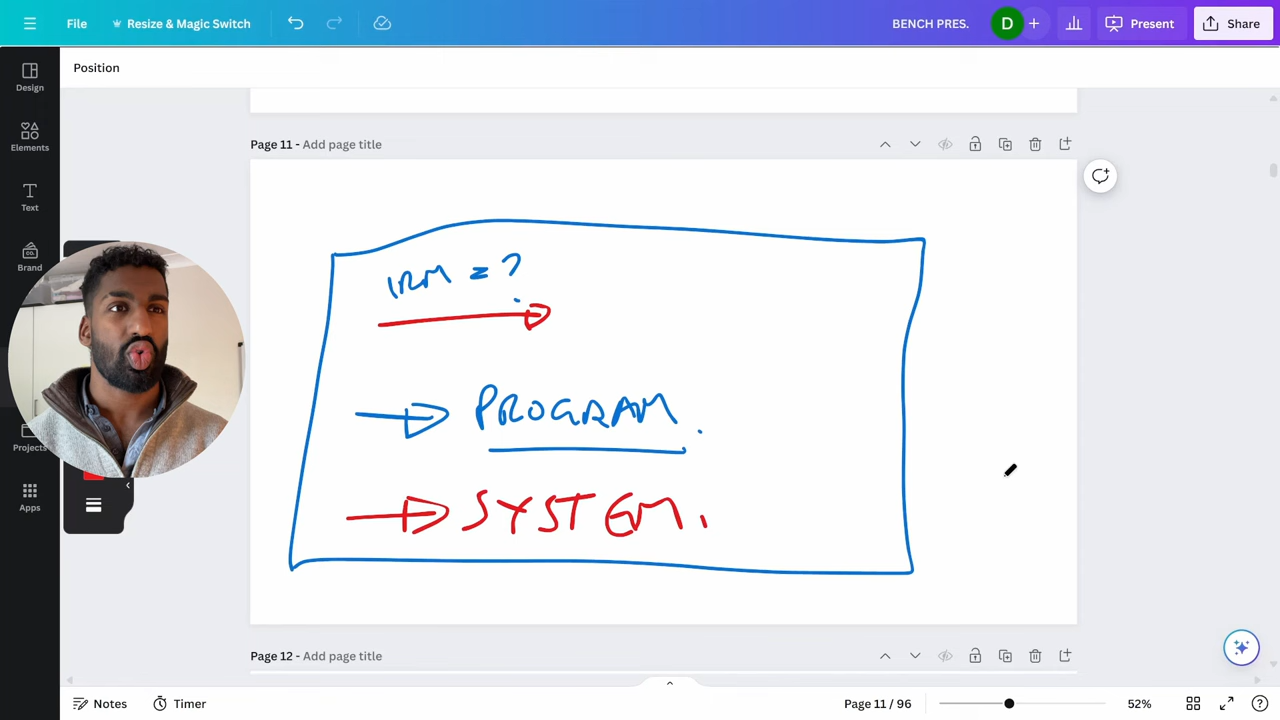 File
Resize & Magic Switch
BENCH PRES.
D
Present
Share
Design
Elements
Text
Brand
Projects
Apps
Position
Page 11 - Add page title
1RM = ?
PROGRAM.
SYSTEM.
Page 12 - Add page title
Notes
Timer
Page 11 / 96
52%